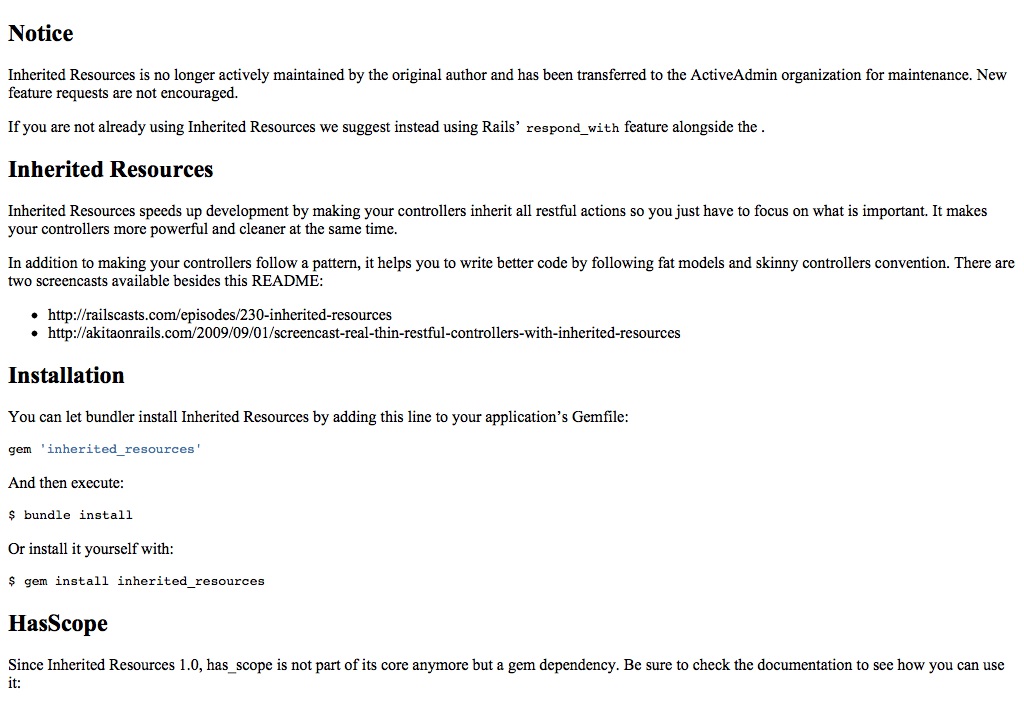 Notice
Inherited Resources is no longer actively maintained by the original author and has been transferred to the ActiveAdmin organization for maintenance. New
feature requests are not encouraged.
If you are not already using Inherited Resources we suggest instead using Rails’ respond_with feature alongside the .
Inherited Resources
Inherited Resources speeds up development by making your controllers inherit all restful actions so you just have to focus on what is important. It makes
your controllers more powerful and cleaner at the same time.
In addition to making your controllers follow a pattern, it helps you to write better code by following fat models and skinny controllers convention. There are
two screencasts available besides this README:
• http://railscasts.com/episodes/230-inherited-resources
• http://akitaonrails.com/2009/09/01/screencast-real-thin-restful-controllers-with-inherited-resources
Installation
You can let bundler install Inherited Resources by adding this line to your application’s Gemfile:
gem 'inherited_resources'
And then execute:
$ bundle install
Or install it yourself with:
$ gem install inherited_resources
HasScope
Since Inherited Resources 1.0, has_scope is not part of its core anymore but a gem dependency. Be sure to check the documentation to see how you can use
it: